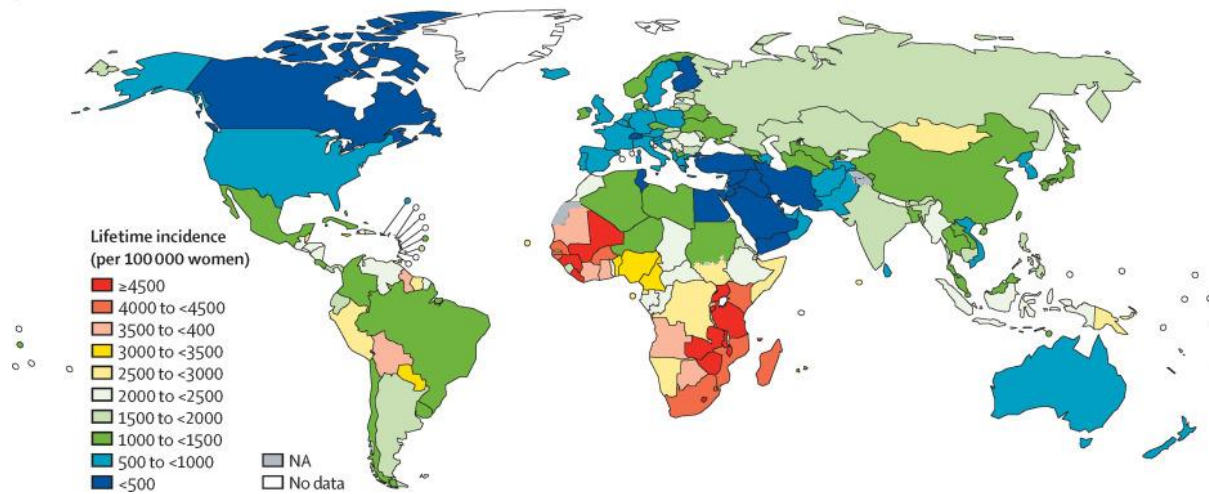 Lifetime incidence
(per 100 000 women)
≥4500
4000 to <4500
3500 to <400
3000 to <3500
2500 to <3000
2000 to <2500
1500 to <2000
1000 to <1500
500 to <1000
<500
NA
No data